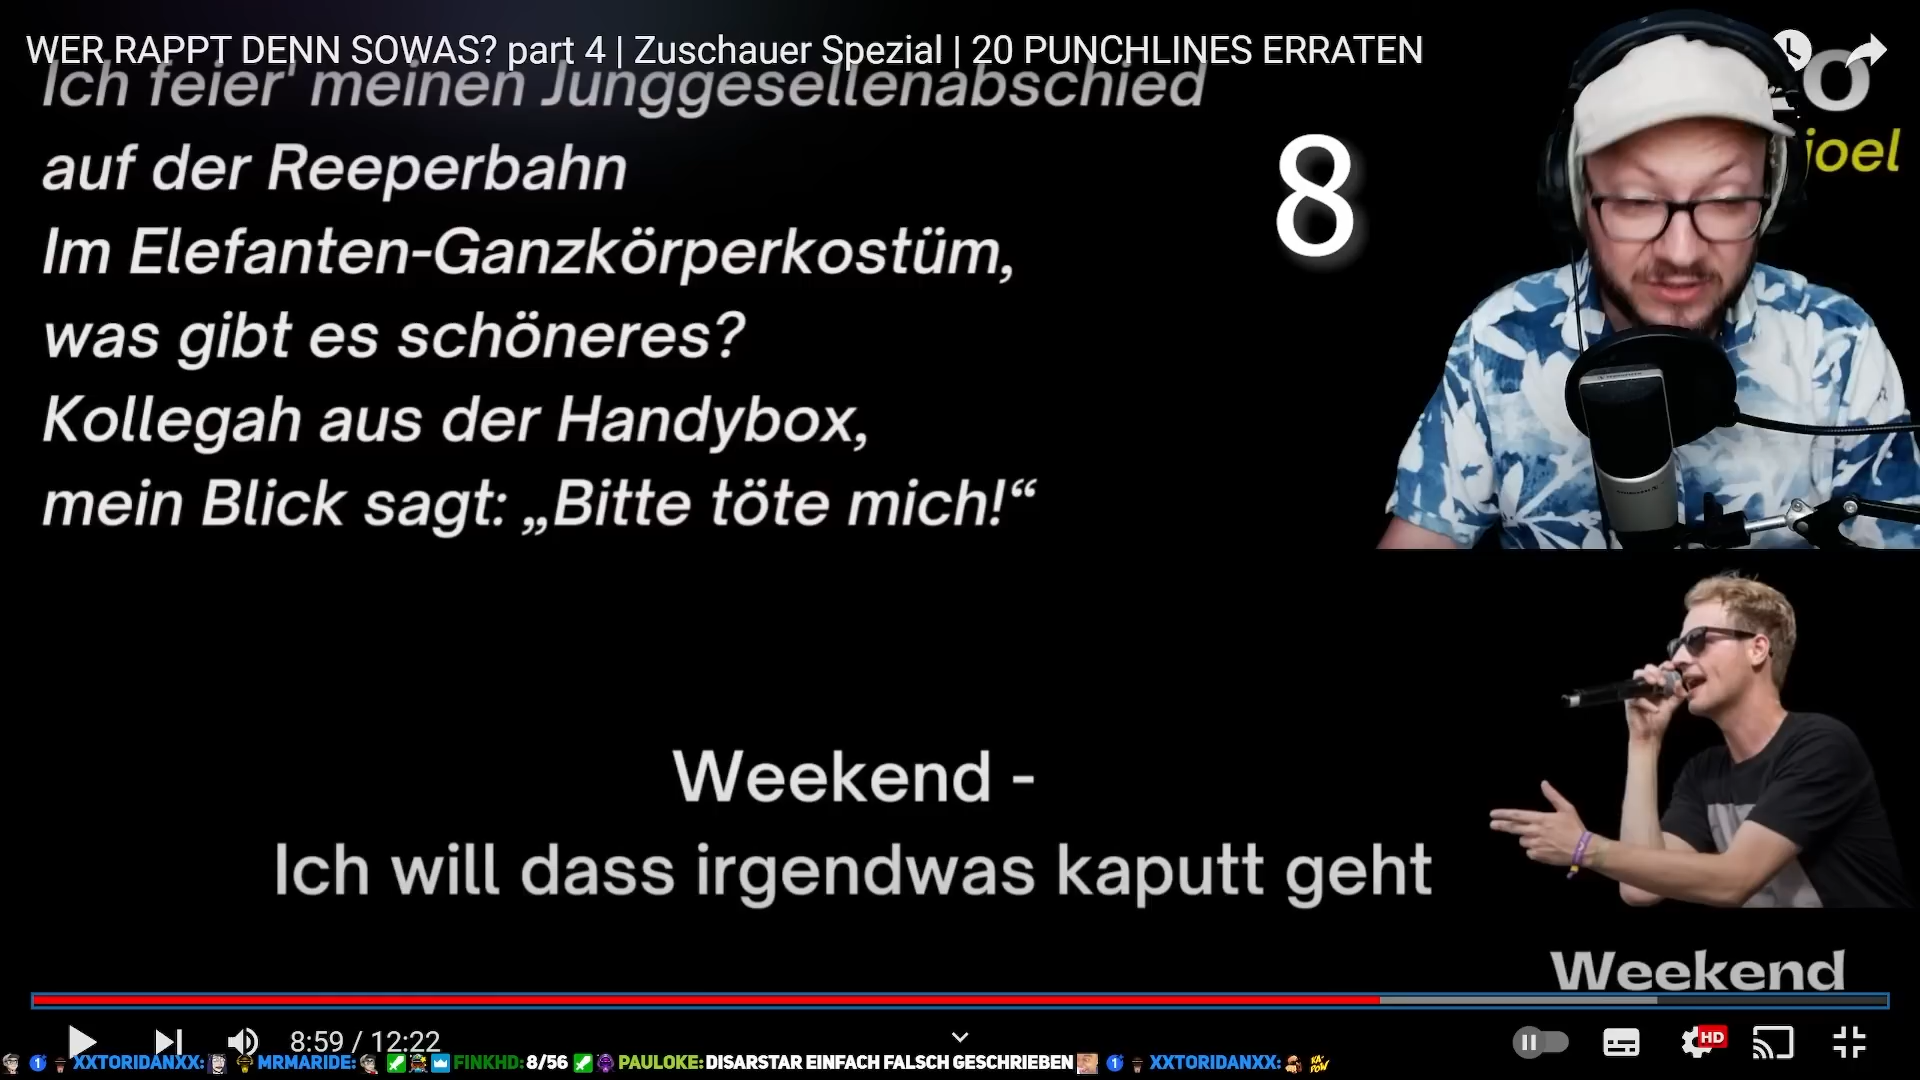 WER RAPPT DENN SOWAS? part 4 | Zuschauer Spezial | 20 PUNCHLINES ERRATEN
Ich feier' meinen Junggesellenabschied
auf der Reeperbahn
Im Elefanten-Ganzkörperkostüm,
was gibt es schöneres?
Kollegah aus der Handybox,
mein Blick sagt: „Bitte töte mich!“
8
joel
Weekend -
Ich will dass irgendwas kaputt geht
Weekend
8:59 / 12:22
HD
XXTORIDANXX: MRMARIDE: FINKHD: 8/56 PAULOKE: DISARSTAR EINFACH FALSCH GESCHRIEBEN XXTORIDANXX: